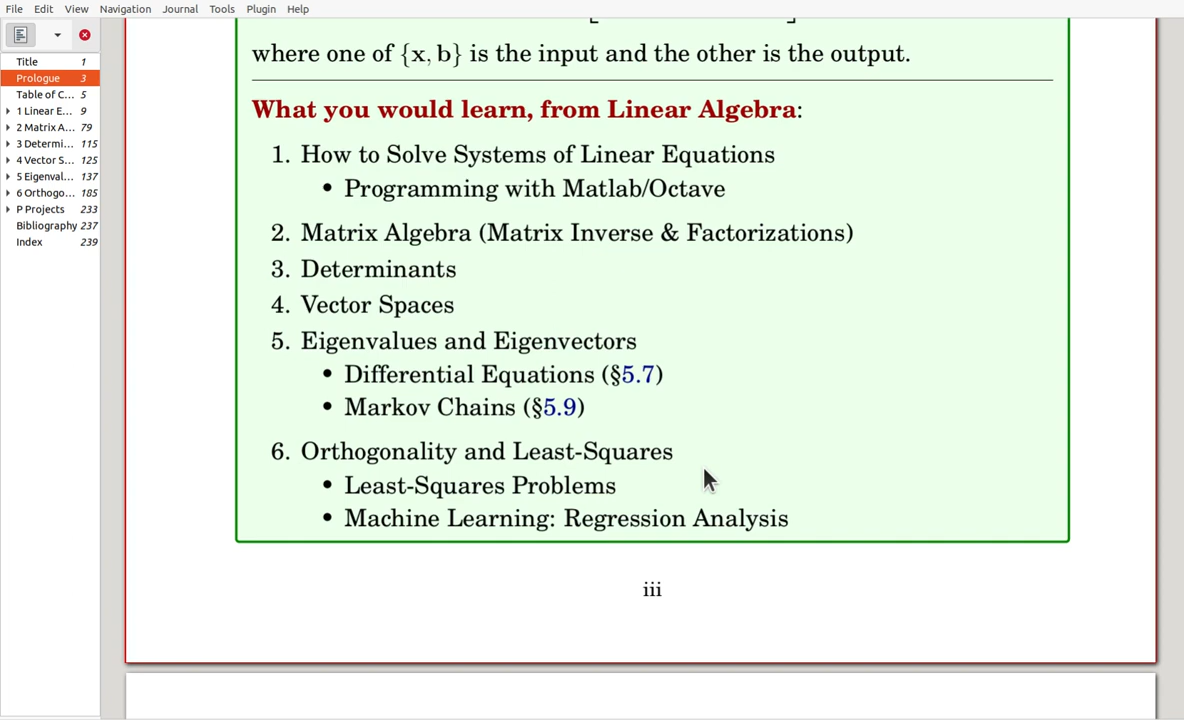 File Edit View Navigation Journal Tools Plugin Help
Title 1
Prologue 3
Table of C... 5
1 Linear E... 9
2 Matrix A... 79
3 Determi... 115
4 Vector S... 125
5 Eigenval... 137
6 Orthogo... 185
P Projects 233
Bibliography 237
Index 239
where one of {x, b} is the input and the other is the output.
What you would learn, from Linear Algebra:
1. How to Solve Systems of Linear Equations
• Programming with Matlab/Octave
2. Matrix Algebra (Matrix Inverse & Factorizations)
3. Determinants
4. Vector Spaces
5. Eigenvalues and Eigenvectors
• Differential Equations (§5.7)
• Markov Chains (§5.9)
6. Orthogonality and Least-Squares
• Least-Squares Problems
• Machine Learning: Regression Analysis
iii